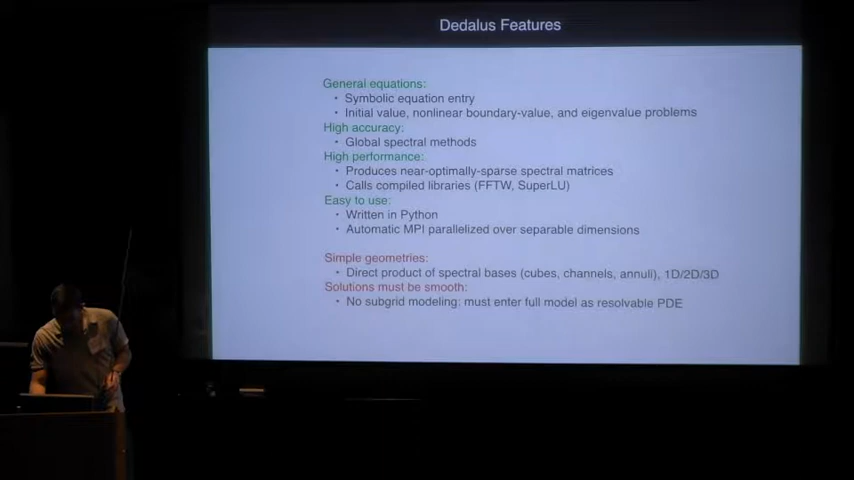 Dedalus Features
General equations:
• Symbolic equation entry
• Initial value, nonlinear boundary-value, and eigenvalue problems
High accuracy:
• Global spectral methods
High performance:
• Produces near-optimally-sparse spectral matrices
• Calls compiled libraries (FFTW, SuperLU)
Easy to use:
• Written in Python
• Automatic MPI parallelized over separable dimensions
Simple geometries:
• Direct product of spectral bases (cubes, channels, annuli), 1D/2D/3D
Solutions must be smooth:
• No subgrid modeling: must enter full model as resolvable PDE